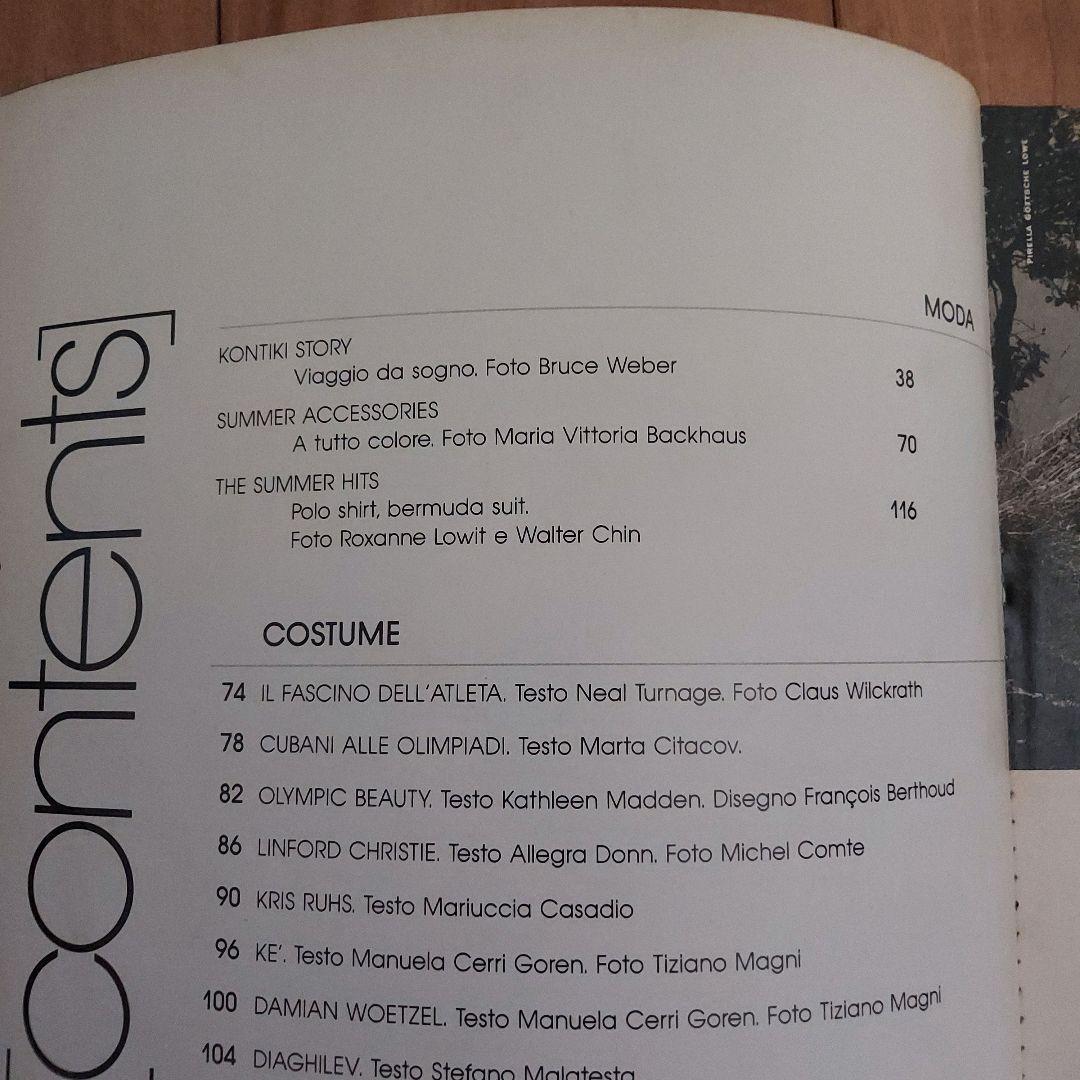 [contents]
MODA
KONTIKI STORY
Viaggio da sogno. Foto Bruce Weber 38
SUMMER ACCESSORIES
A tutto colore. Foto Maria Vittoria Backhaus 70
THE SUMMER HITS
Polo shirt, bermuda suit. 116
Foto Roxanne Lowit e Walter Chin
COSTUME
74 IL FASCINO DELL'ATLETA. Testo Neal Turnage. Foto Claus Wilckrath
78 CUBANI ALLE OLIMPIADI. Testo Marta Citacov.
82 OLYMPIC BEAUTY. Testo Kathleen Madden. Disegno François Berthoud
86 LINFORD CHRISTIE. Testo Allegra Donn. Foto Michel Comte
90 KRIS RUHS. Testo Mariuccia Casadio
96 KE'. Testo Manuela Cerri Goren. Foto Tiziano Magni
100 DAMIAN WOETZEL. Testo Manuela Cerri Goren. Foto Tiziano Magni
104 DIAGHILEV. Testo Stefano Malatesta
PIRELLA GÖTTSCHE LOWE